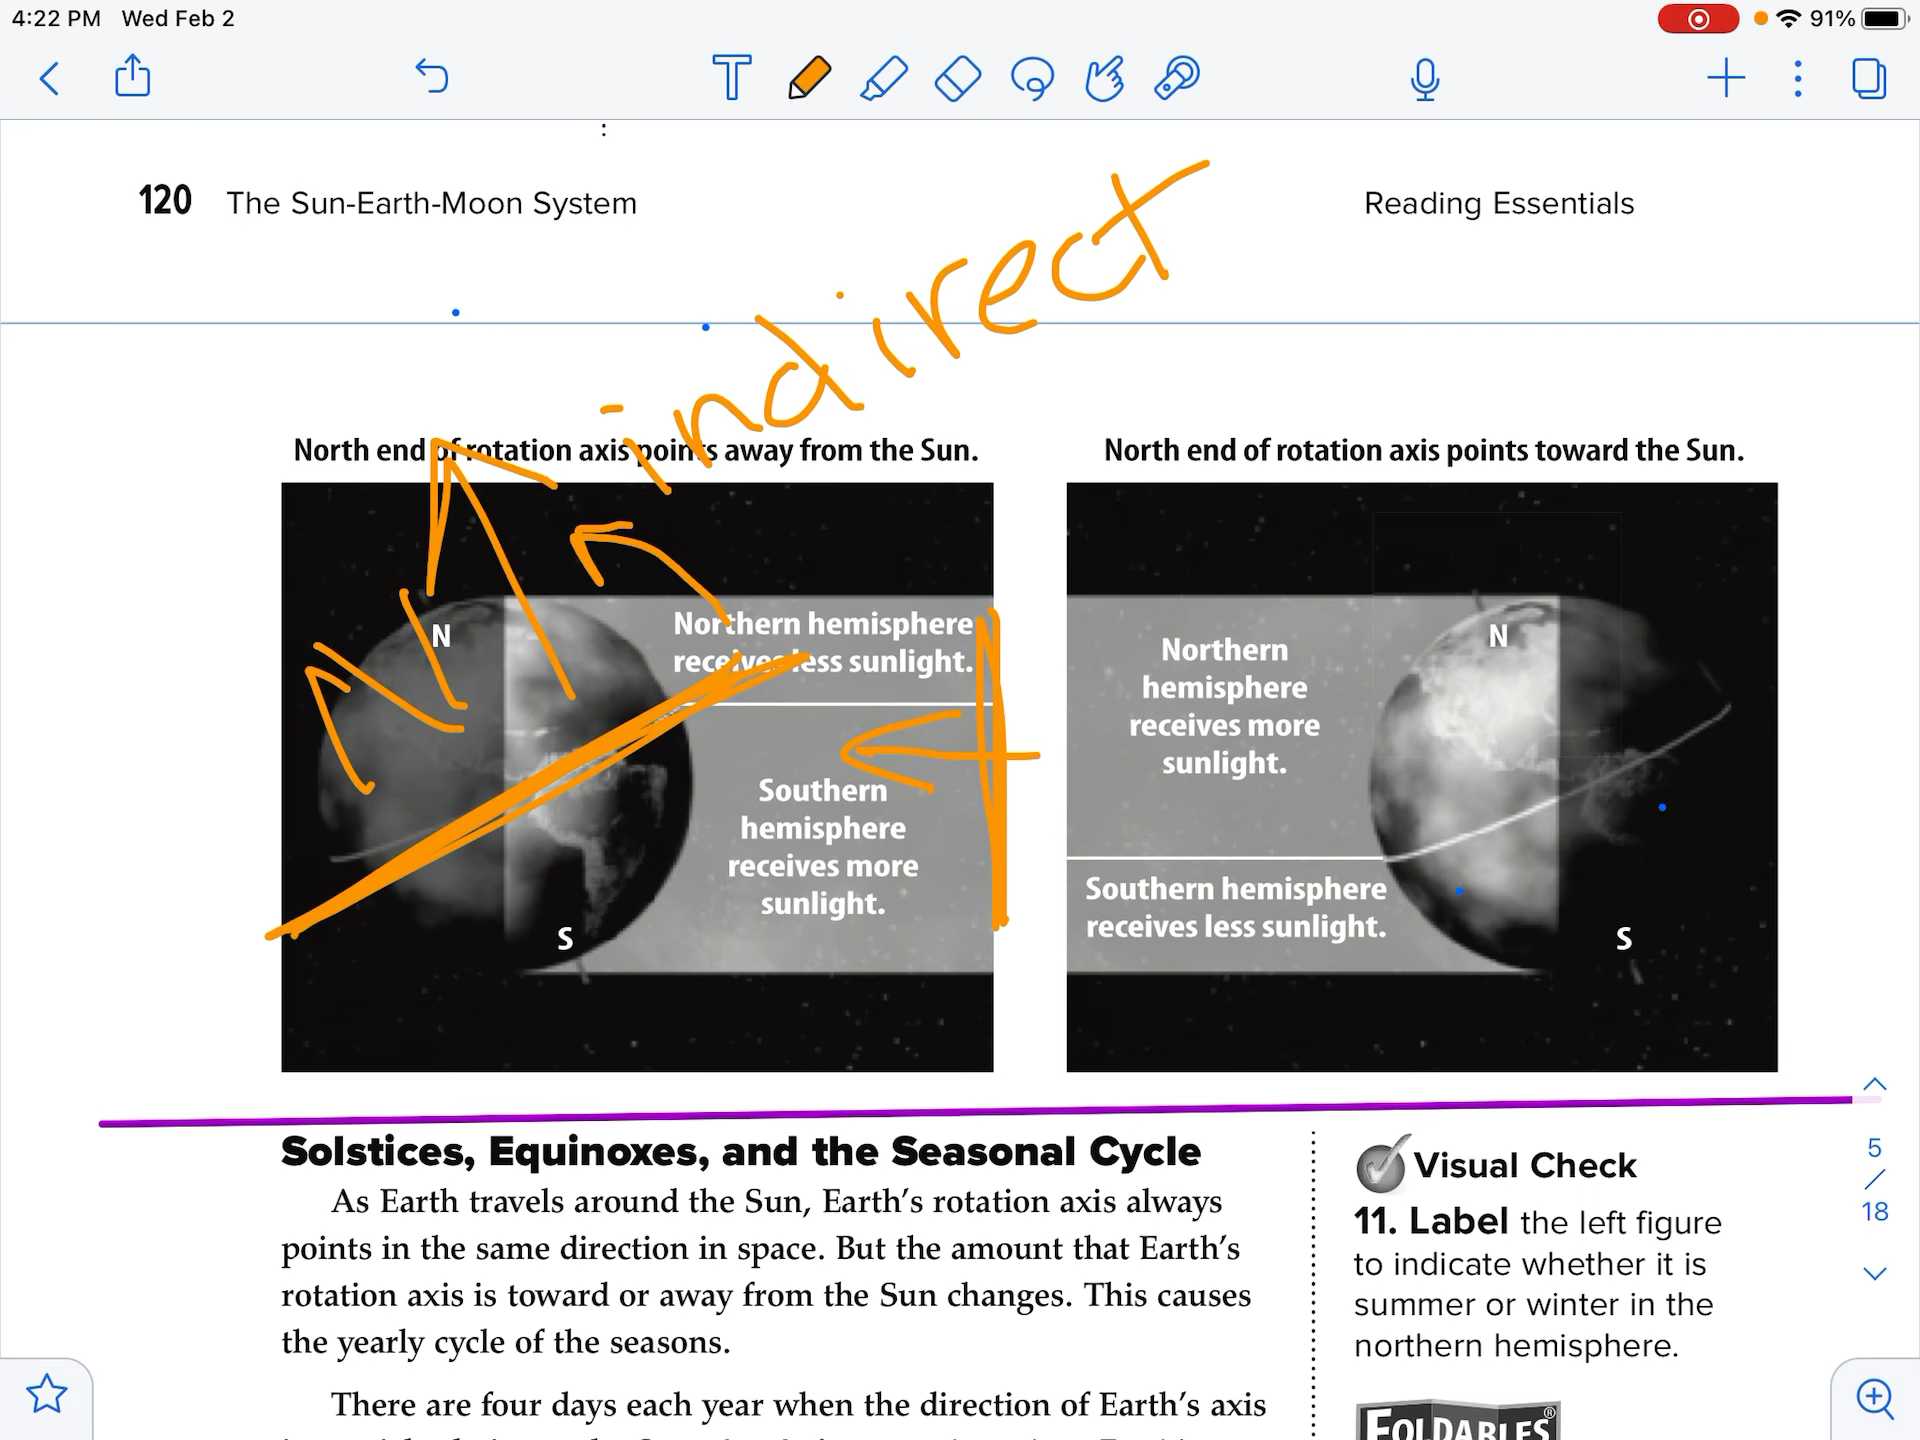 4:22 PM Wed Feb 2
91%
120 The Sun-Earth-Moon System
Reading Essentials
indirect
North end of rotation axis points away from the Sun.
N
Northern hemisphere
receives less sunlight.
Southern
hemisphere
receives more
sunlight.
S
North end of rotation axis points toward the Sun.
N
Northern
hemisphere
receives more
sunlight.
Southern hemisphere
receives less sunlight.
S
Solstices, Equinoxes, and the Seasonal Cycle
As Earth travels around the Sun, Earth's rotation axis always
points in the same direction in space. But the amount that Earth's
rotation axis is toward or away from the Sun changes. This causes
the yearly cycle of the seasons.
There are four days each year when the direction of Earth's axis
Visual Check
11. Label the left figure
to indicate whether it is
summer or winter in the
northern hemisphere.
FOLDABLES®
5
/
18